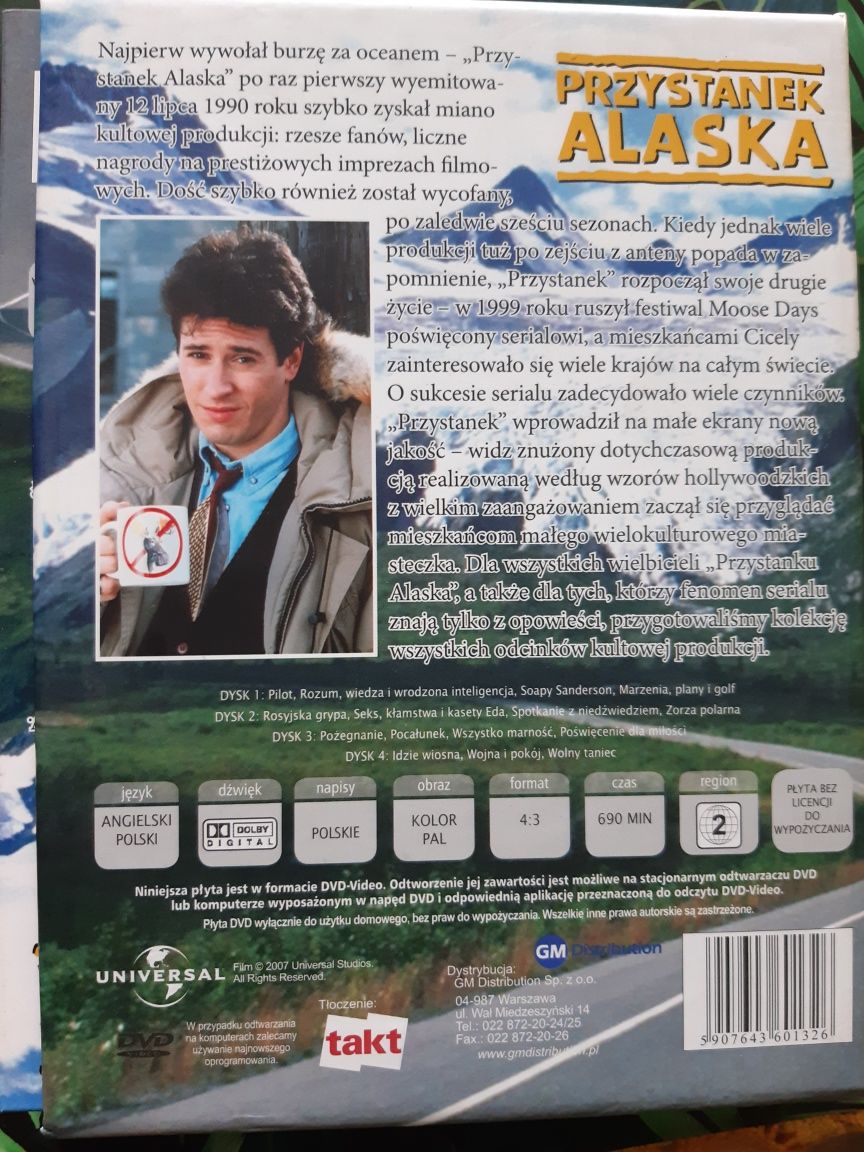 Najpierw wywołał burzę za oceanem – „Przy-
stanek Alaska” po raz pierwszy wyemitowa-
ny 12 lipca 1990 roku szybko zyskał miano
kultowej produkcji: rzesze fanów, liczne
nagrody na prestiżowych imprezach filmo-
wych. Dość szybko również został wycofany,
PRZYSTANEK
ALASKA
po zaledwie sześciu sezonach. Kiedy jednak wiele
produkcji tuż po zejściu z anteny popada w za-
pomnienie, „Przystanek” rozpoczął swoje drugie
życie – w 1999 roku ruszył festiwal Moose Days
poświęcony serialowi, a mieszkańcami Cicely
zainteresowało się wiele krajów na całym świecie.
O sukcesie serialu zadecydowało wiele czynników.
„Przystanek” wprowadził na małe ekrany nową
jakość – widz znużony dotychczasową produk-
cją realizowaną według wzorów hollywoodzkich
z wielkim zaangażowaniem zaczął się przyglądać
mieszkańcom małego wielokulturowego mia-
steczka. Dla wszystkich wielbicieli „Przystanku
Alaska”, a także dla tych, którzy fenomen serialu
znają tylko z opowieści, przygotowaliśmy kolekcję
wszystkich odcinków kultowej produkcji.
DYSK 1: Pilot, Rozum, wiedza i wrodzona inteligencja, Soapy Sanderson, Marzenia, plany i golf
DYSK 2: Rosyjska grypa, Seks, kłamstwa i kasety Eda, Spotkanie z niedźwiedziem, Zorza polarna
DYSK 3: Pożegnanie, Pocałunek, Wszystko marność, Poświęcenie dla miłości
DYSK 4: Idzie wiosna, Wojna i pokój, Wolny taniec
język
ANGIELSKI
POLSKI
dźwięk
DOLBY
DIGITAL
napisy
POLSKIE
obraz
KOLOR
PAL
format
4:3
czas
690 MIN
region
2
PŁYTA BEZ
LICENCJI
DO
WYPOŻYCZANIA
Niniejsza płyta jest w formacie DVD-Video. Odtworzenie jej zawartości jest możliwe na stacjonarnym odtwarzaczu DVD
lub komputerze wyposażonym w napęd DVD i odpowiednią aplikację przeznaczoną do odczytu DVD-Video.
Płyta DVD wyłącznie do użytku domowego, bez praw do wypożyczania. Wszelkie inne prawa autorskie są zastrzeżone.
UNIVERSAL
Film © 2007 Universal Studios.
All Rights Reserved.
DVD
VIDEO
W przypadku odtwarzania
na komputerach zalecamy
używanie najnowszego
oprogramowania.
Tłoczenie:
takt
GM Distribution
Dystrybucja:
GM Distribution Sp. z o.o.
04-987 Warszawa
ul. Wał Miedzeszyński 14
Tel.: 022 872-20-24/25
Fax.: 022 872-20-26
www.gmdistribution.pl
5 907643 601326